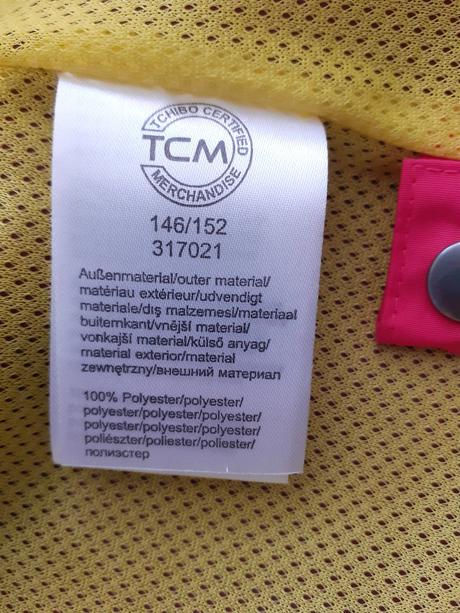 TCHIBO CERTIFIED
TCM
MERCHANDISE
146/152
317021
Außenmaterial/outer material/
matériau extérieur/udvendigt
materiale/dış malzemesi/materiaal
buitenkant/vnější materiál/
vonkajší materiál/külső anyag/
material exterior/materiał
zewnętrzny/внешний материал
100% Polyester/polyester/
polyester/polyester/polyester/
polyester/polyester/polyester/
poliészter/poliester/poliester/
полиэстер